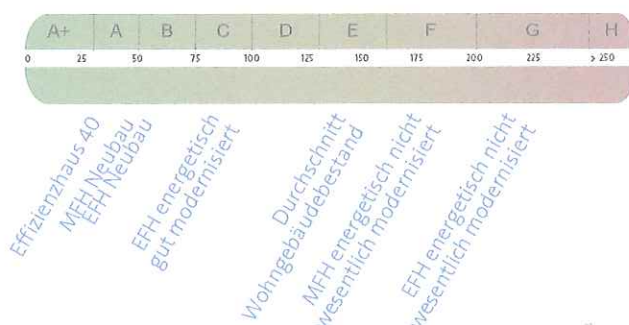 A+ A B C D E F G H
0 25 50 75 100 125 150 175 200 225 > 250
Effizienzhaus 40
MFH Neubau
EFH Neubau
EFH energetisch
gut modernisiert
Durchschnitt
Wohngebäudebestand
MFH energetisch nicht
wesentlich modernisiert
EFH energetisch nicht
wesentlich modernisiert